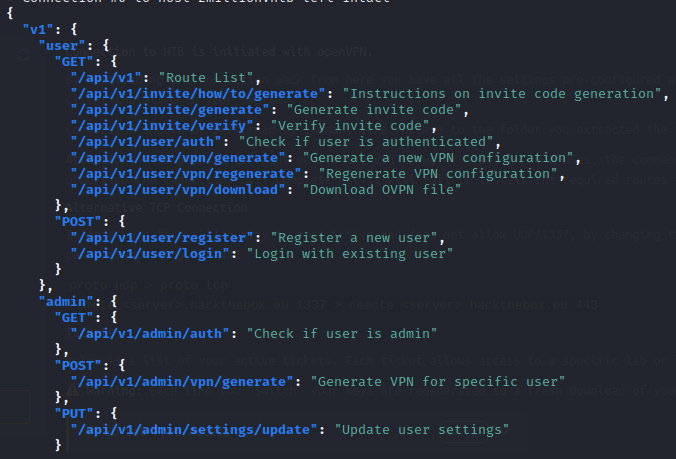 {
"v1": {
"user": {
"GET": {
"/api/v1": "Route List",
"/api/v1/invite/how/to/generate": "Instructions on invite code generation",
"/api/v1/invite/generate": "Generate invite code",
"/api/v1/invite/verify": "Verify invite code",
"/api/v1/user/auth": "Check if user is authenticated",
"/api/v1/user/vpn/generate": "Generate a new VPN configuration",
"/api/v1/user/vpn/regenerate": "Regenerate VPN configuration",
"/api/v1/user/vpn/download": "Download OVPN file"
},
"POST": {
"/api/v1/user/register": "Register a new user",
"/api/v1/user/login": "Login with existing user"
}
},
"admin": {
"GET": {
"/api/v1/admin/auth": "Check if user is admin"
},
"POST": {
"/api/v1/admin/vpn/generate": "Generate VPN for specific user"
},
"PUT": {
"/api/v1/admin/settings/update": "Update user settings"
}